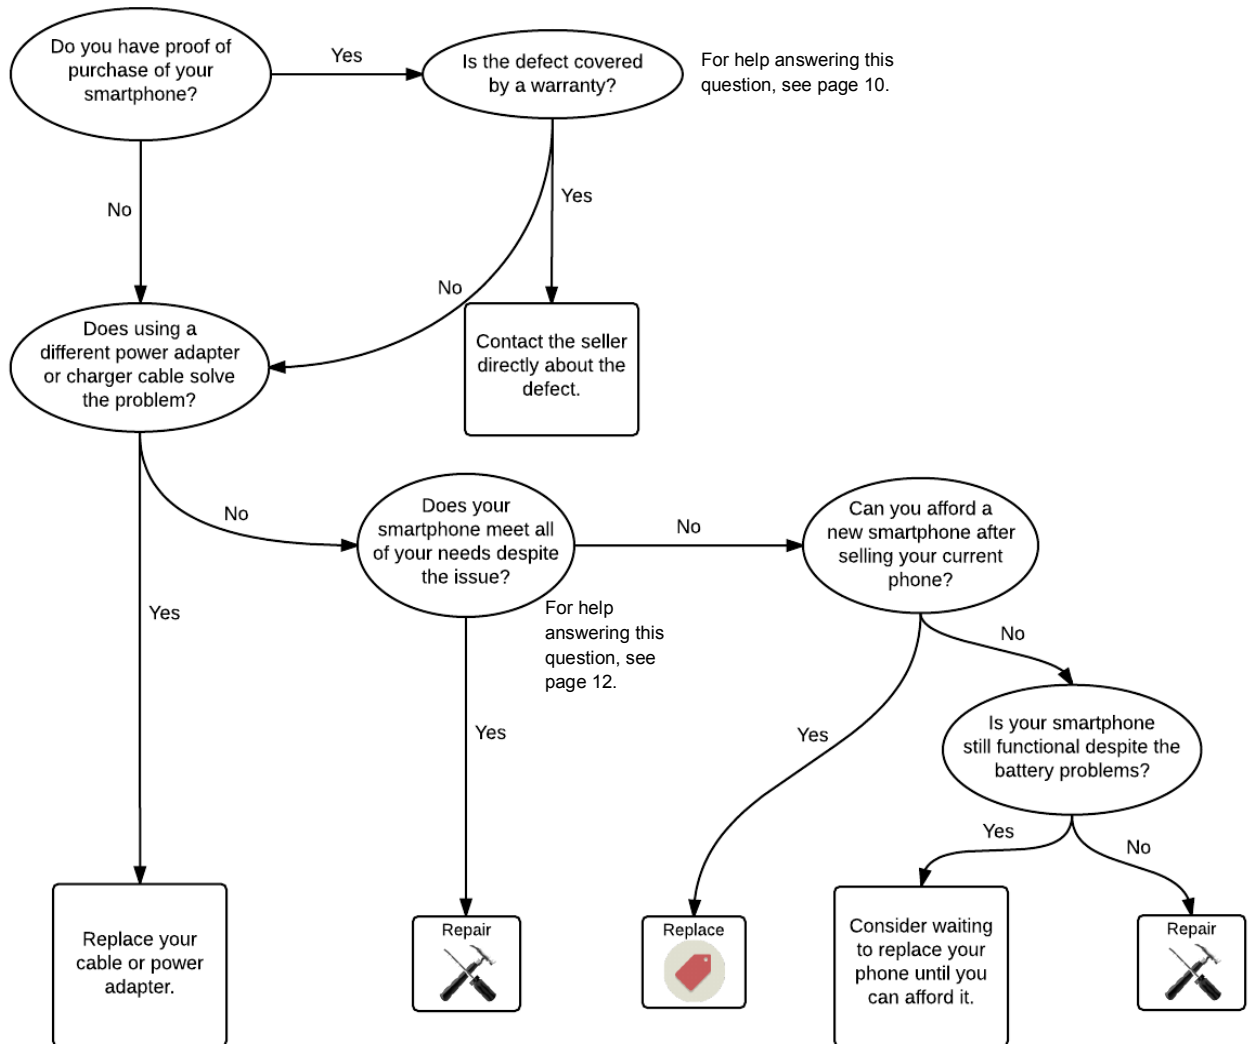 Do you have proof of
purchase of your
smartphone?
Yes
Is the defect covered
by a warranty?
For help answering this
question, see page 10.
No
Yes
No
Does using a
different power adapter
or charger cable solve
the problem?
Contact the seller
directly about the
defect.
No
Does your
smartphone meet all
of your needs despite
the issue?
No
Can you afford a
new smartphone after
selling your current
phone?
Yes
For help
answering this
question, see
page 12.
No
Yes
Yes
Is your smartphone
still functional despite the
battery problems?
Yes
No
Replace your
cable or power
adapter.
Repair
Replace
Consider waiting
to replace your
phone until you
can afford it.
Repair